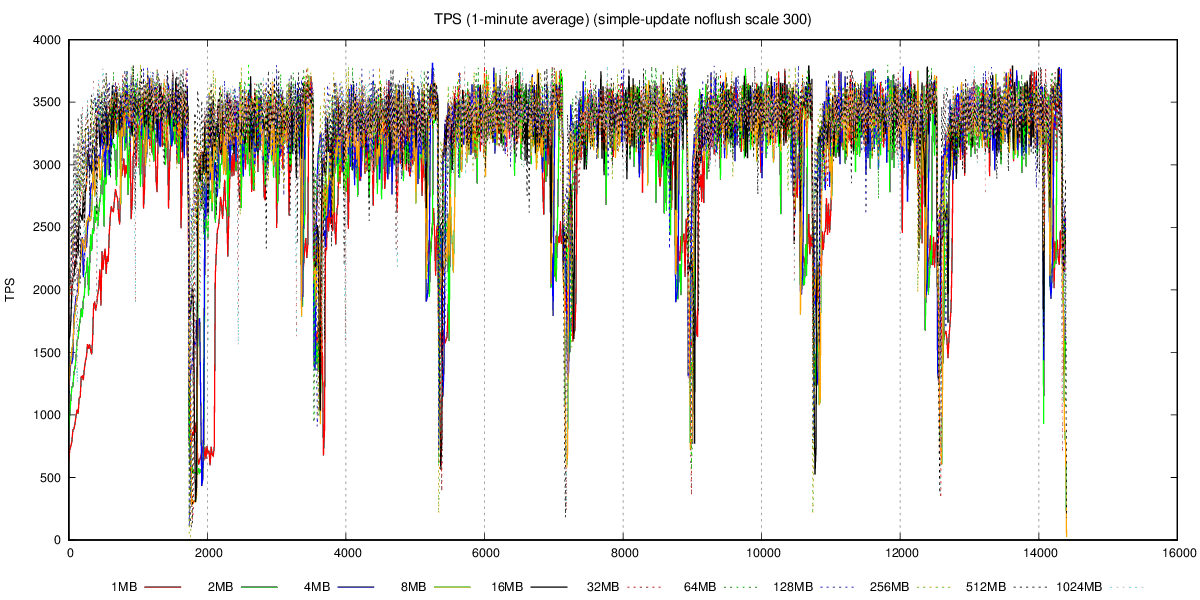 TPS (1-minute average) (simple-update noflush scale 300)
4000
3500
3000
2500
2000
1500
1000
500
0
TPS
0 2000 4000 6000 8000 10000 12000 14000 16000
1MB 2MB 4MB 8MB 16MB 32MB 64MB 128MB 256MB 512MB 1024MB